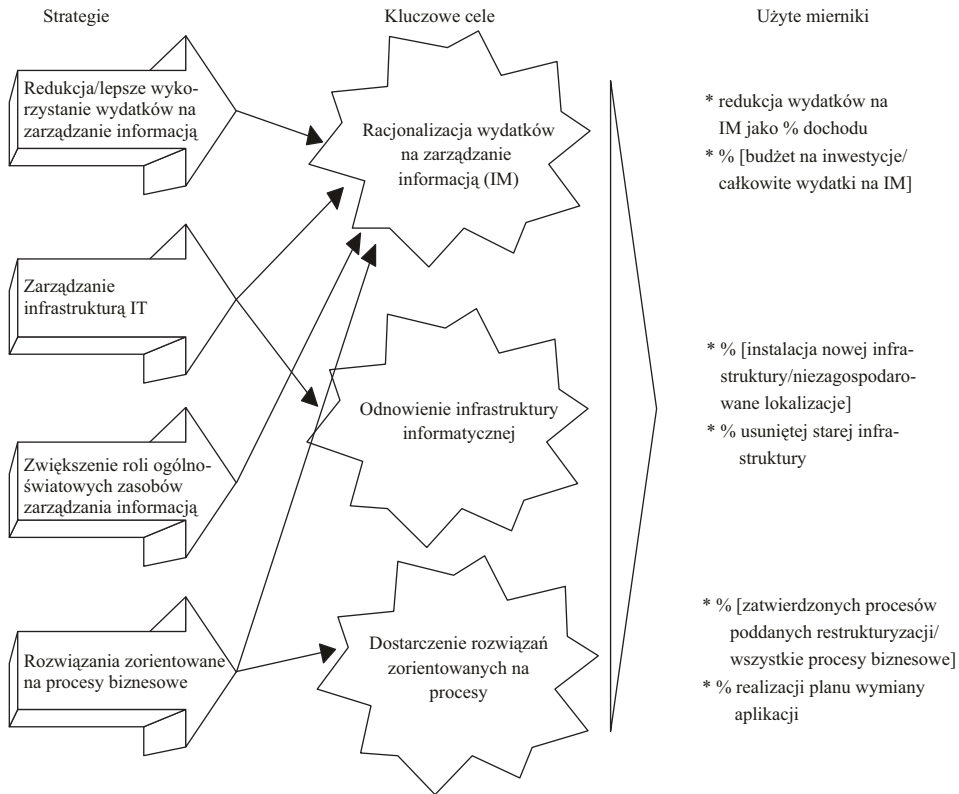 Strategie
Kluczowe cele
Użyte mierniki
Redukcja/lepsze wyko-
rzystanie wydatków na
zarządzanie informacją
Zarządzanie
infrastrukturą IT
Zwiększenie roli ogólno-
światowych zasobów
zarządzania informacją
Rozwiązania zorientowane
na procesy biznesowe
Racjonalizacja wydatków
na zarządzanie
informacją (IM)
Odnowienie infrastruktury
informatycznej
Dostarczenie rozwiązań
zorientowanych na
procesy
* redukcja wydatków na
IM jako % dochodu
* % [budżet na inwestycje/
całkowite wydatki na IM]
* % [instalacja nowej infra-
struktury/niezagospodaro-
wane lokalizacje]
* % usuniętej starej infra-
struktury
* % [zatwierdzonych procesów
poddanych restrukturyzacji/
wszystkie procesy biznesowe]
* % realizacji planu wymiany
aplikacji